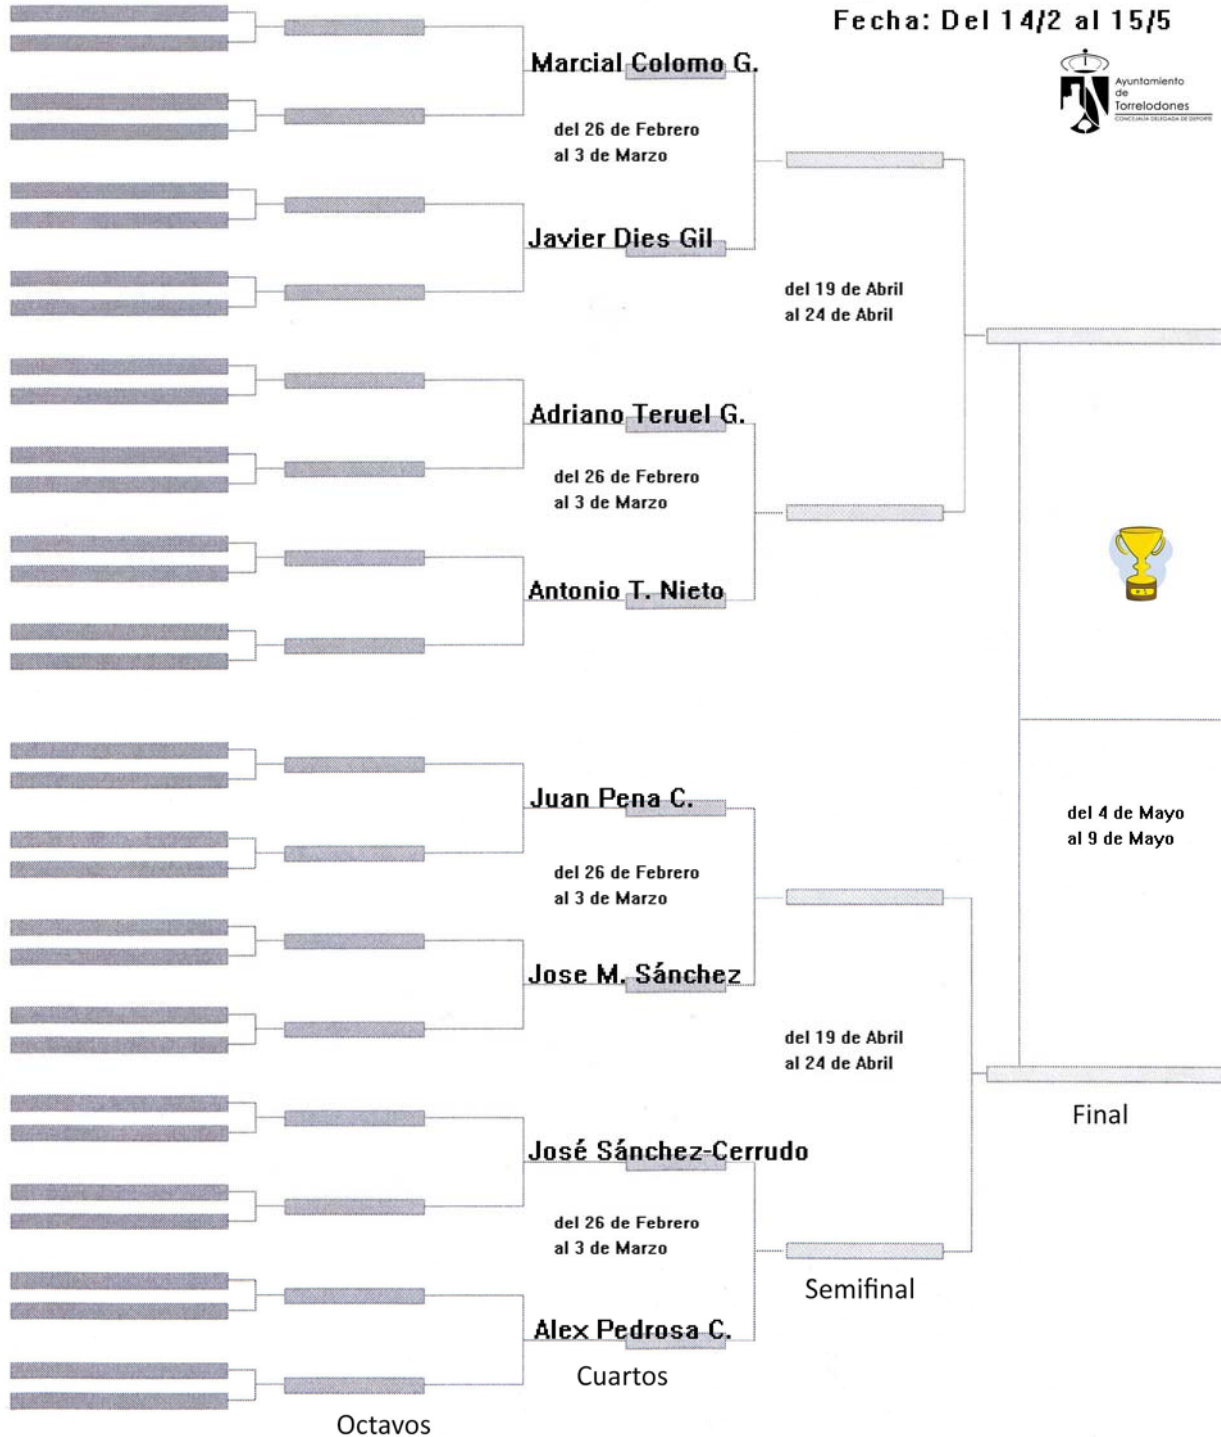 Fecha: Del 14/2 al 15/5
Ayuntamiento
de
Torrelodones
CONCEJALÍA DELEGADA DE DEPORTE
Marcial Colomo G.
del 26 de Febrero
al 3 de Marzo
Javier Dies Gil
del 19 de Abril
al 24 de Abril
Adriano Teruel G.
del 26 de Febrero
al 3 de Marzo
Antonio T. Nieto
Juan Pena C.
del 4 de Mayo
al 9 de Mayo
del 26 de Febrero
al 3 de Marzo
Jose M. Sánchez
del 19 de Abril
al 24 de Abril
Final
José Sánchez-Cerrudo
del 26 de Febrero
al 3 de Marzo
Semifinal
Alex Pedrosa C.
Cuartos
Octavos